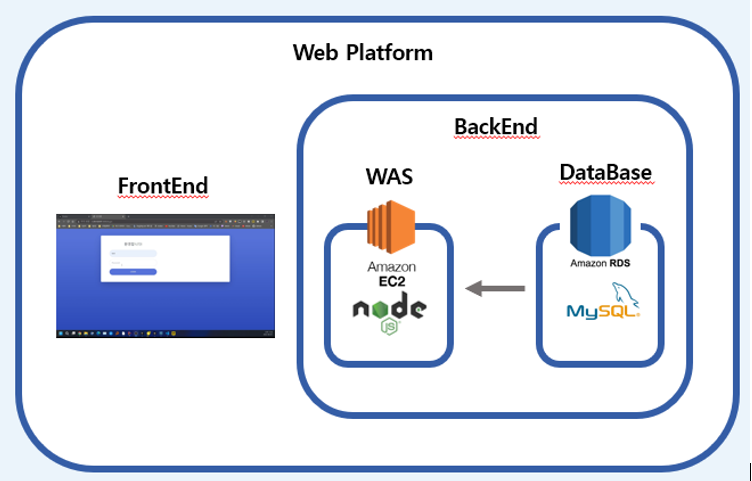 Web Platform
BackEnd
FrontEnd
WAS
DataBase
Amazon
EC2
node
JS
Amazon RDS
MySQL